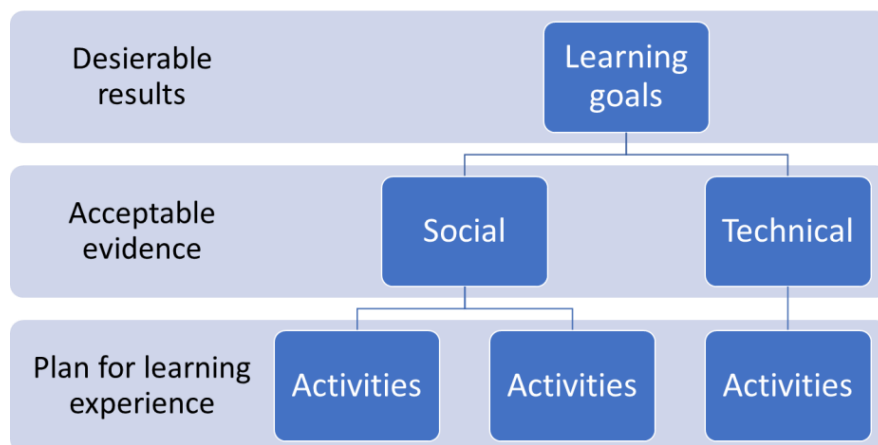 Desierable
results
Learning
goals
Acceptable
evidence
Social
Technical
Plan for learning
experience
Activities
Activities
Activities